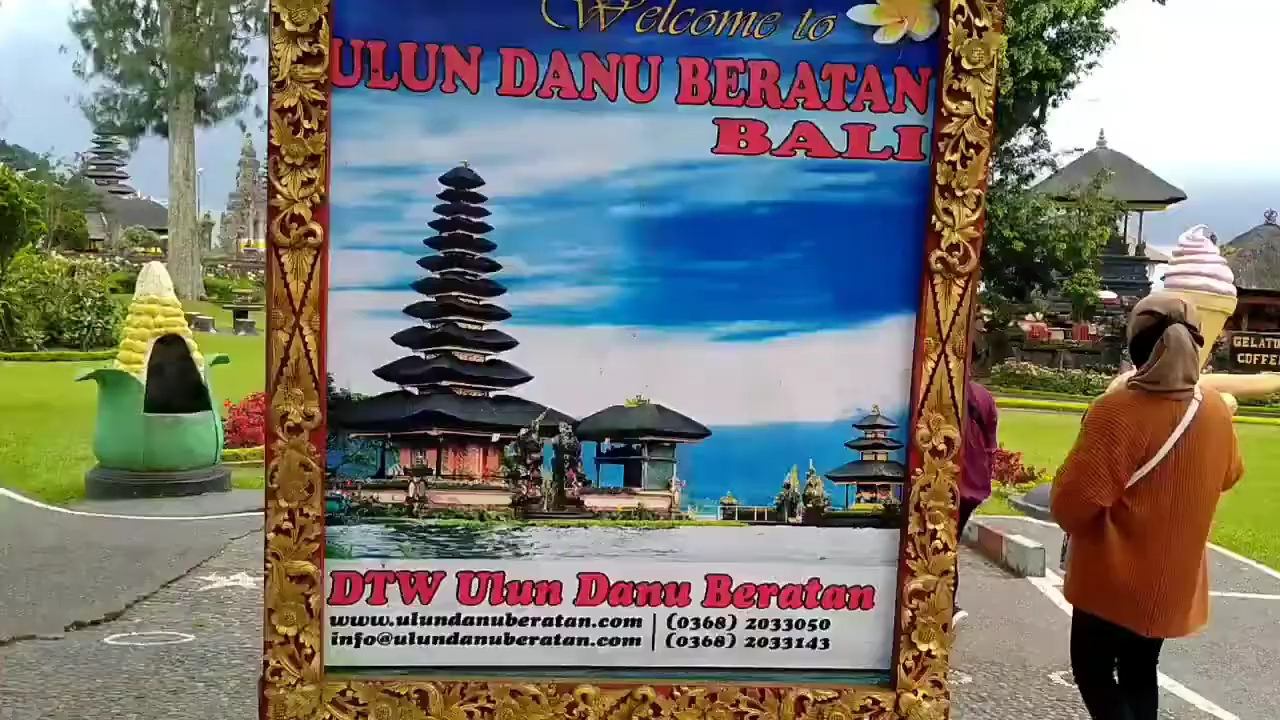 Welcome to
ULUN DANU BERATAN
BALI
GELATO
COFFEE
DTW Ulun Danu Beratan
www.ulundanuberatan.com | (0368) 2033050
info@ulundanuberatan.com | (0368) 2033143